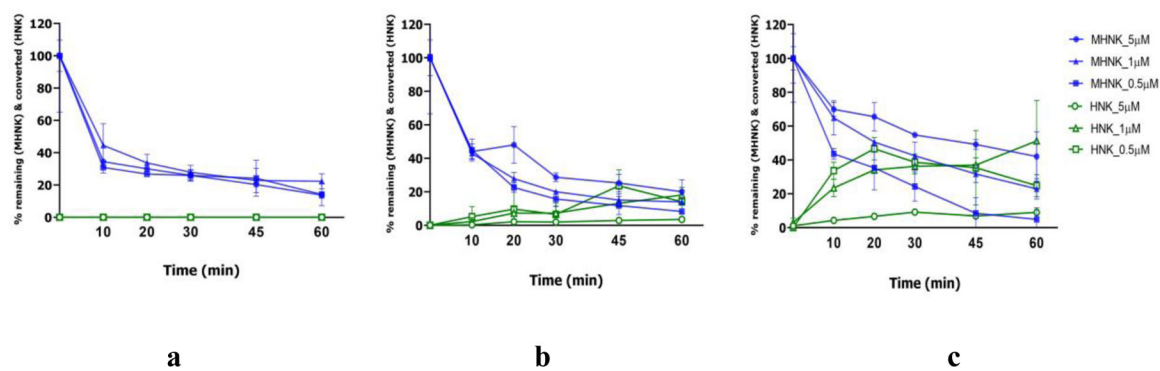 % remaining (MHNK) & converted (HNK)
120
100
80
60
40
20
0
10 20 30 45 60
Time (min)
a
% remaining (MHNK) & converted (HNK)
120
100
80
60
40
20
0
10 20 30 45 60
Time (min)
b
% remaining (MHNK) & converted (HNK)
120
100
80
60
40
20
0
10 20 30 45 60
Time (min)
c
MHNK_5μM
MHNK_1μM
MHNK_0.5μM
HNK_5μM
HNK_1μM
HNK_0.5μM